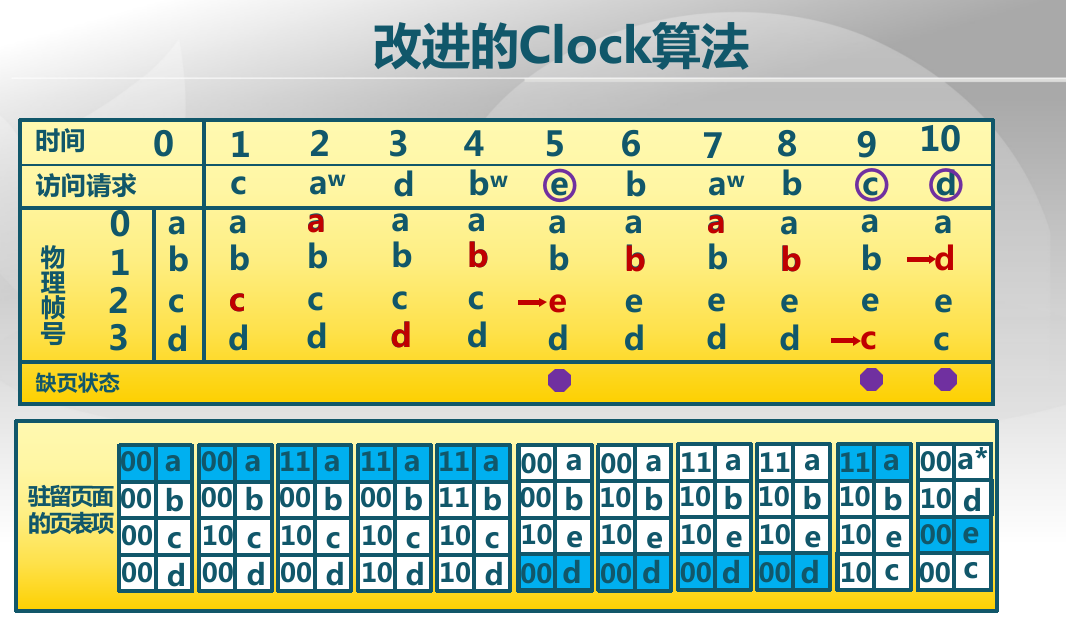 改进的Clock算法
时间 0 1 2 3 4 5 6 7 8 9 10
访问请求 c aw d bw e b aw b c d
物理帧号
0 a a a a a a a a a a a
1 b b b b b b b b b b d
2 c c c c c e e e e e e
3 d d d d d d d d d c c
缺页状态
驻留页面
的页表项
00 a 00 a 11 a 11 a 11 a 00 a 00 a 11 a 11 a 11 a 00 a*
00 b 00 b 00 b 00 b 11 b 00 b 10 b 10 b 10 b 10 b 10 d
00 c 10 c 10 c 10 c 10 c 10 e 10 e 10 e 10 e 10 e 00 e
00 d 00 d 00 d 10 d 10 d 00 d 00 d 00 d 00 d 10 c 00 c